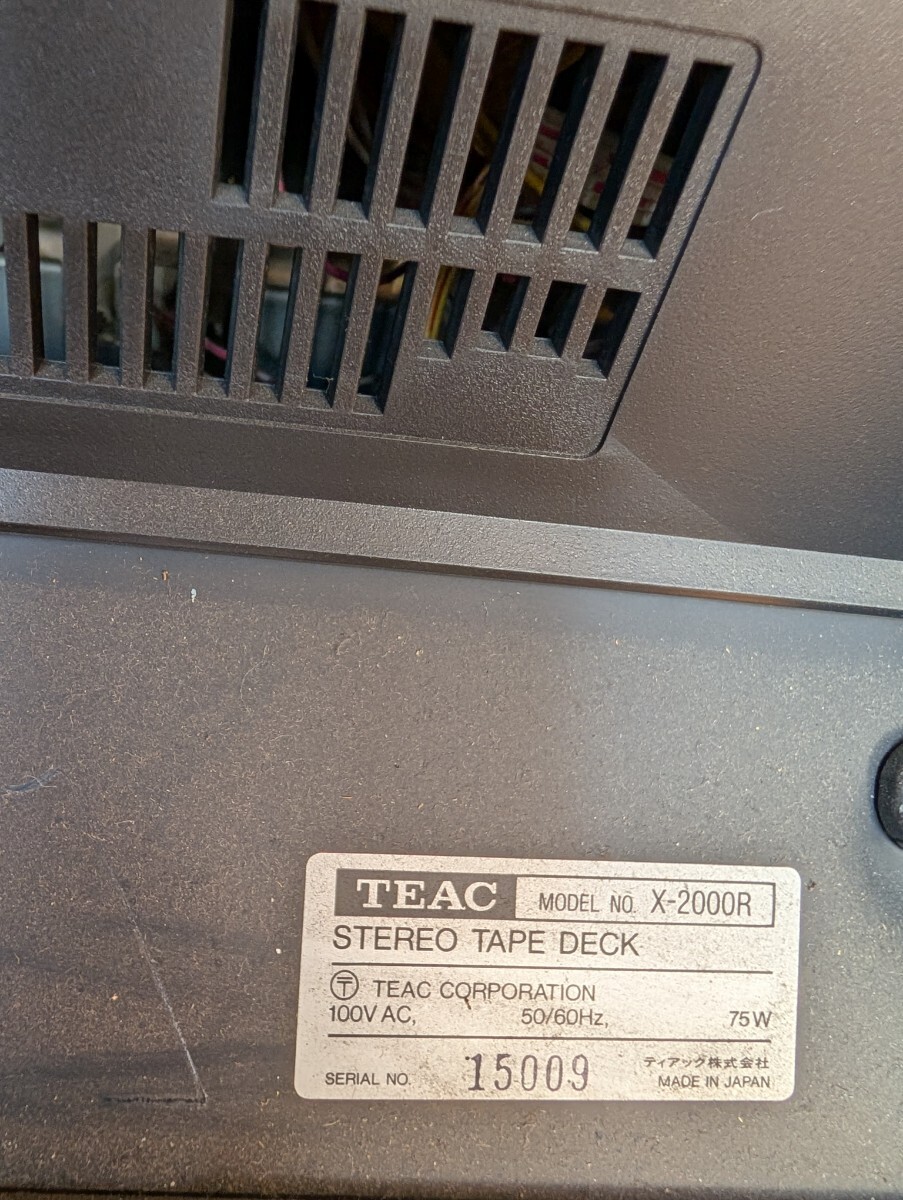 TEAC MODEL NO. X-2000R
STEREO TAPE DECK
〒 TEAC CORPORATION
100V AC, 50/60Hz, 75W
ティアック株式会社
SERIAL NO. 15009 MADE IN JAPAN